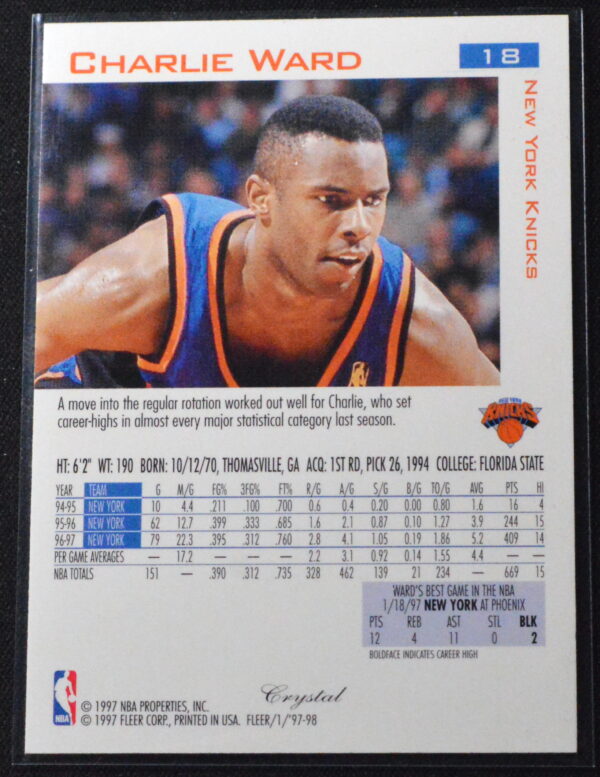 CHARLIE WARD
18
NEW YORK KNICKS
A move into the regular rotation worked out well for Charlie, who set
career-highs in almost every major statistical category last season.
NEW YORK
KNICKS
HT: 6'2" WT: 190 BORN: 10/12/70, THOMASVILLE, GA ACQ: 1ST RD, PICK 26, 1994 COLLEGE: FLORIDA STATE
YEAR TEAM G M/G FG% 3FG% FT% R/G A/G S/G B/G TO/G AVG PTS HI
94-95 NEW YORK 10 4.4 .211 .100 .700 0.6 0.4 0.20 0.00 0.80 1.6 16 4
95-96 NEW YORK 62 12.7 .399 .333 .685 1.6 2.1 0.87 0.10 1.27 3.9 244 15
96-97 NEW YORK 79 22.3 .395 .312 .760 2.8 4.1 1.05 0.19 1.86 5.2 409 14
PER GAME AVERAGES — 17.2 — — — 2.2 3.1 0.92 0.14 1.55 4.4 — —
NBA TOTALS 151 — .390 .312 .735 328 462 139 21 234 — 669 15
WARD'S BEST GAME IN THE NBA
1/18/97 NEW YORK AT PHOENIX
PTS REB AST STL BLK
12 4 11 0 2
BOLDFACE INDICATES CAREER HIGH
Crystal
NBA
© 1997 NBA PROPERTIES, INC.
© 1997 FLEER CORP., PRINTED IN USA. FLEER/1/'97-98